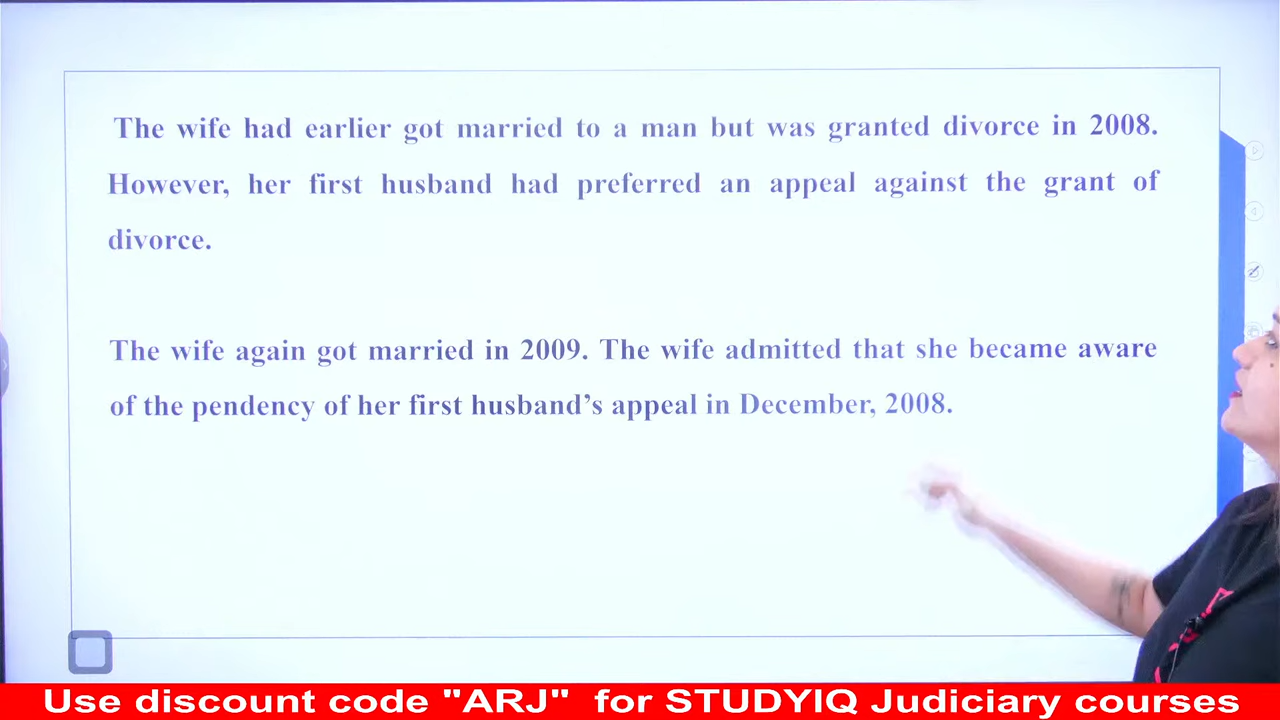 The wife had earlier got married to a man but was granted divorce in 2008.
However, her first husband had preferred an appeal against the grant of
divorce.
The wife again got married in 2009. The wife admitted that she became aware
of the pendency of her first husband’s appeal in December, 2008.
Use discount code "ARJ" for STUDYIQ Judiciary courses